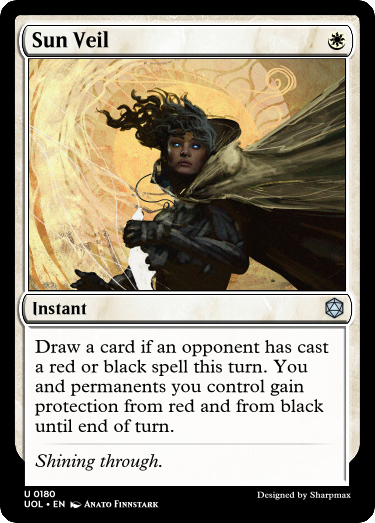 Sun Veil
Instant
Draw a card if an opponent has cast
a red or black spell this turn. You
and permanents you control gain
protection from red and from black
until end of turn.
Shining through.
U 0180
UOL • EN Anato Finnstark
Designed by Sharpmax